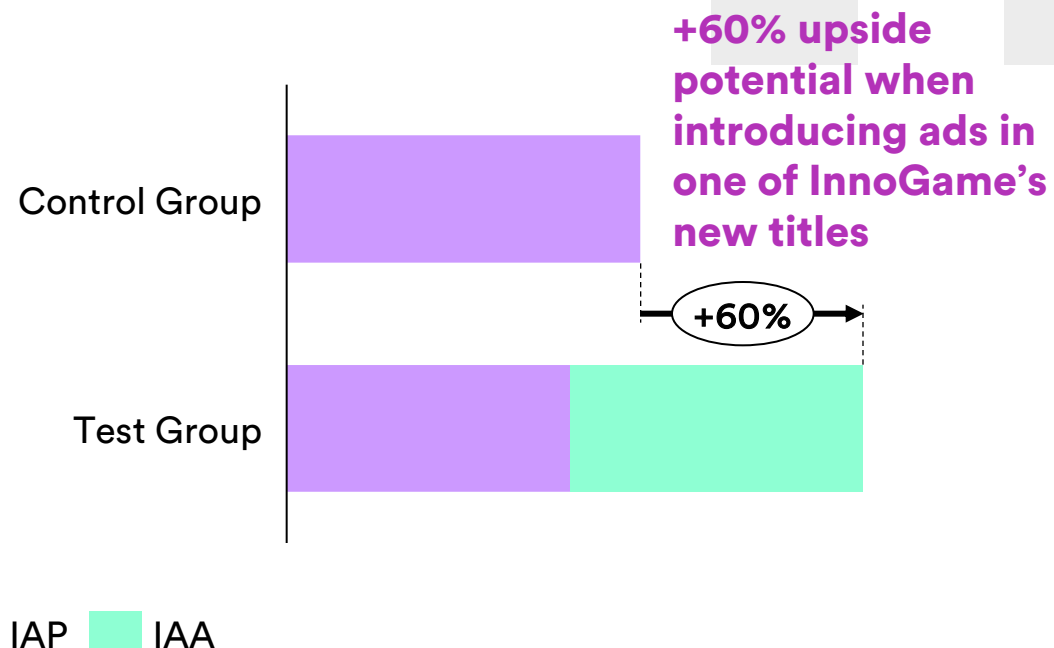 +60% upside
potential when
introducing ads in
one of InnoGame’s
new titles
Control Group
+60%
Test Group
IAP IAA